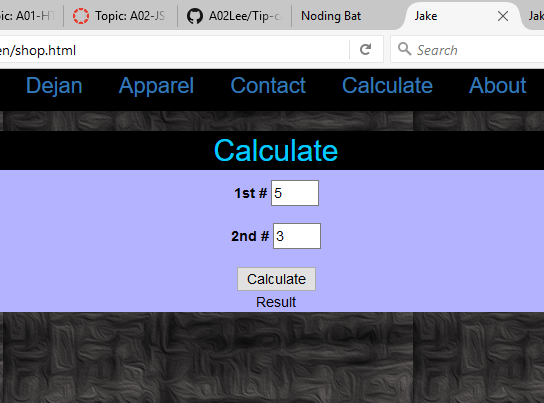 ic: A01-HT Topic: A02-JS A02Lee/Tip-c Noding Bat Jake Jak
en/shop.html Search
Dejan Apparel Contact Calculate About
Calculate
1st # 5
2nd # 3
Calculate
Result